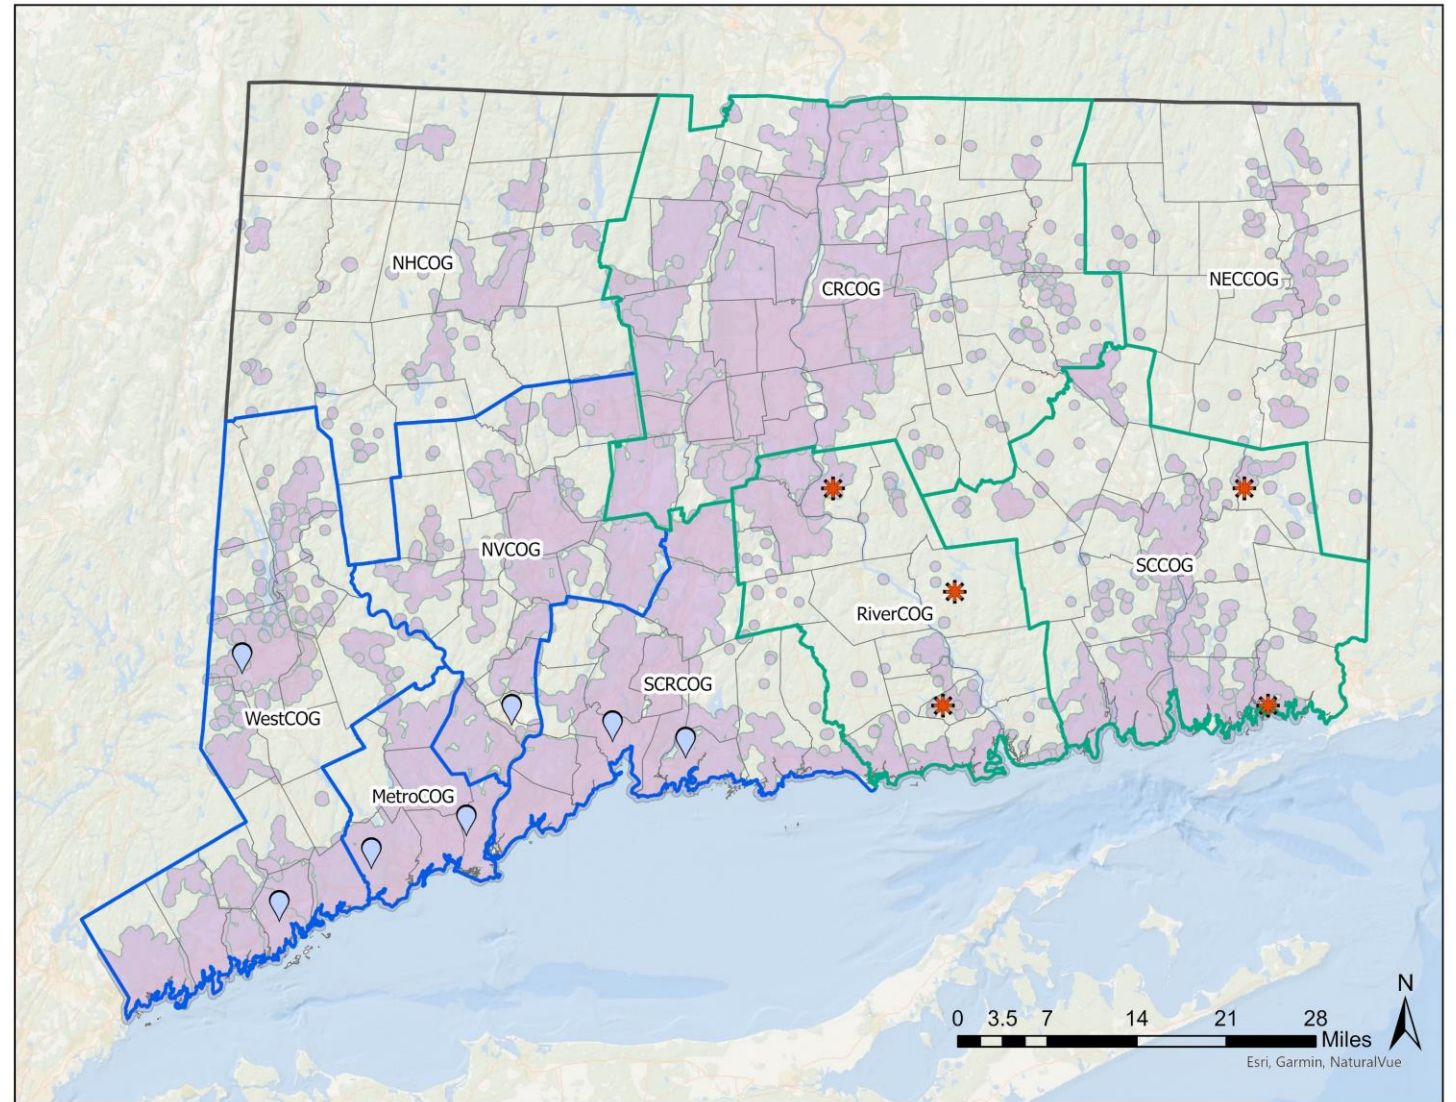 NHCOG
CRCOG
NECCOG
NVCOG
SCCOG
RiverCOG
SCRCOG
WestCOG
MetroCOG
N
0 3.5 7 14 21 28
Miles
Esri, Garmin, NaturalVue